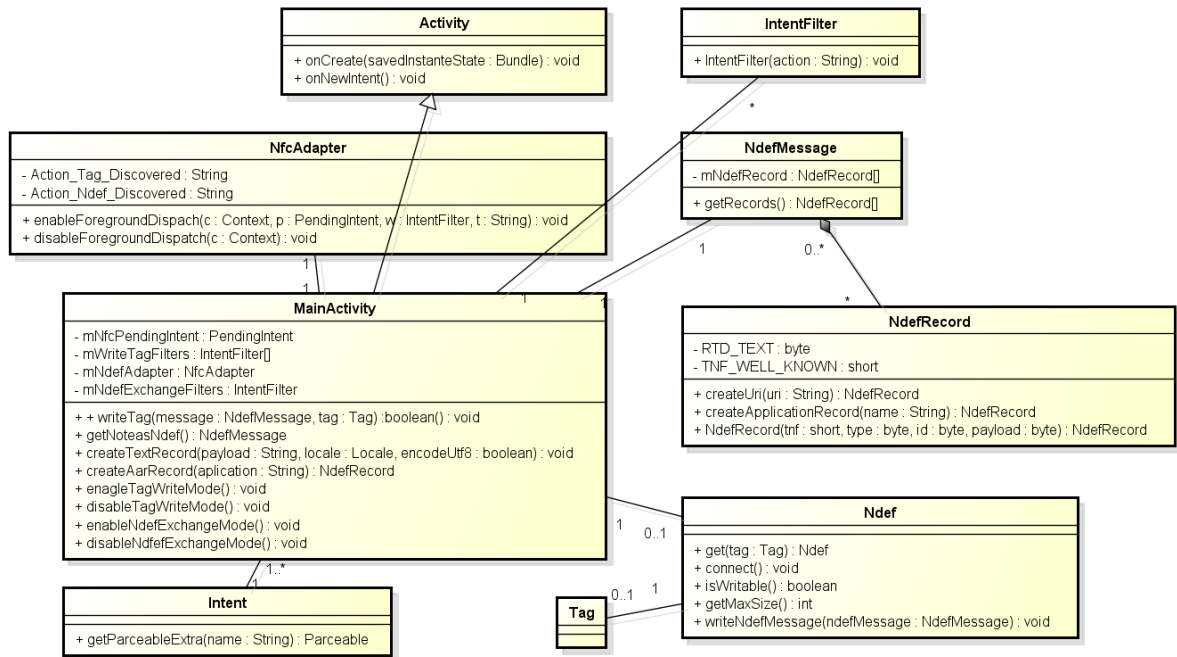 Activity
+ onCreate(savedInstanteState : Bundle) : void
+ onNewIntent() : void
IntentFilter
+ IntentFilter(action : String) : void
*
NfcAdapter
- Action_Tag_Discovered : String
- Action_Ndef_Discovered : String
+ enableForegroundDispach(c : Context, p : PendingIntent, w : IntentFilter, t : String) : void
+ disableForegroundDispatch(c : Context) : void
NdefMessage
- mNdefRecord : NdefRecord[]
+ getRecords() : NdefRecord[]
1
0..*
1
1
1
1
*
MainActivity
- mNfcPendingIntent : PendingIntent
- mWriteTagFilters : IntentFilter[]
- mNdefAdapter : NfcAdapter
- mNdefExchangeFilters : IntentFilter
+ + writeTag(message : NdefMessage, tag : Tag) :boolean() : void
+ getNoteasNdef() : NdefMessage
+ createTextRecord(payload : String, locale : Locale, encodeUtf8 : boolean) : void
+ createAarRecord(aplication : String) : NdefRecord
+ enagleTagWriteMode() : void
+ disableTagWriteMode() : void
+ enableNdefExchangeMode() : void
+ disableNdfefExchangeMode() : void
NdefRecord
- RTD_TEXT : byte
- TNF_WELL_KNOWN : short
+ createUri(uri : String) : NdefRecord
+ createApplicationRecord(name : String) : NdefRecord
+ NdefRecord(tnf : short, type : byte, id : byte, payload : byte) : NdefRecord
1
0..1
Ndef
+ get(tag : Tag) : Ndef
+ connect() : void
+ isWritable() : boolean
+ getMaxSize() : int
+ writeNdefMessage(ndefMessage : NdefMessage) : void
1..*
1
Intent
+ getParceableExtra(name : String) : Parceable
0..1
1
Tag